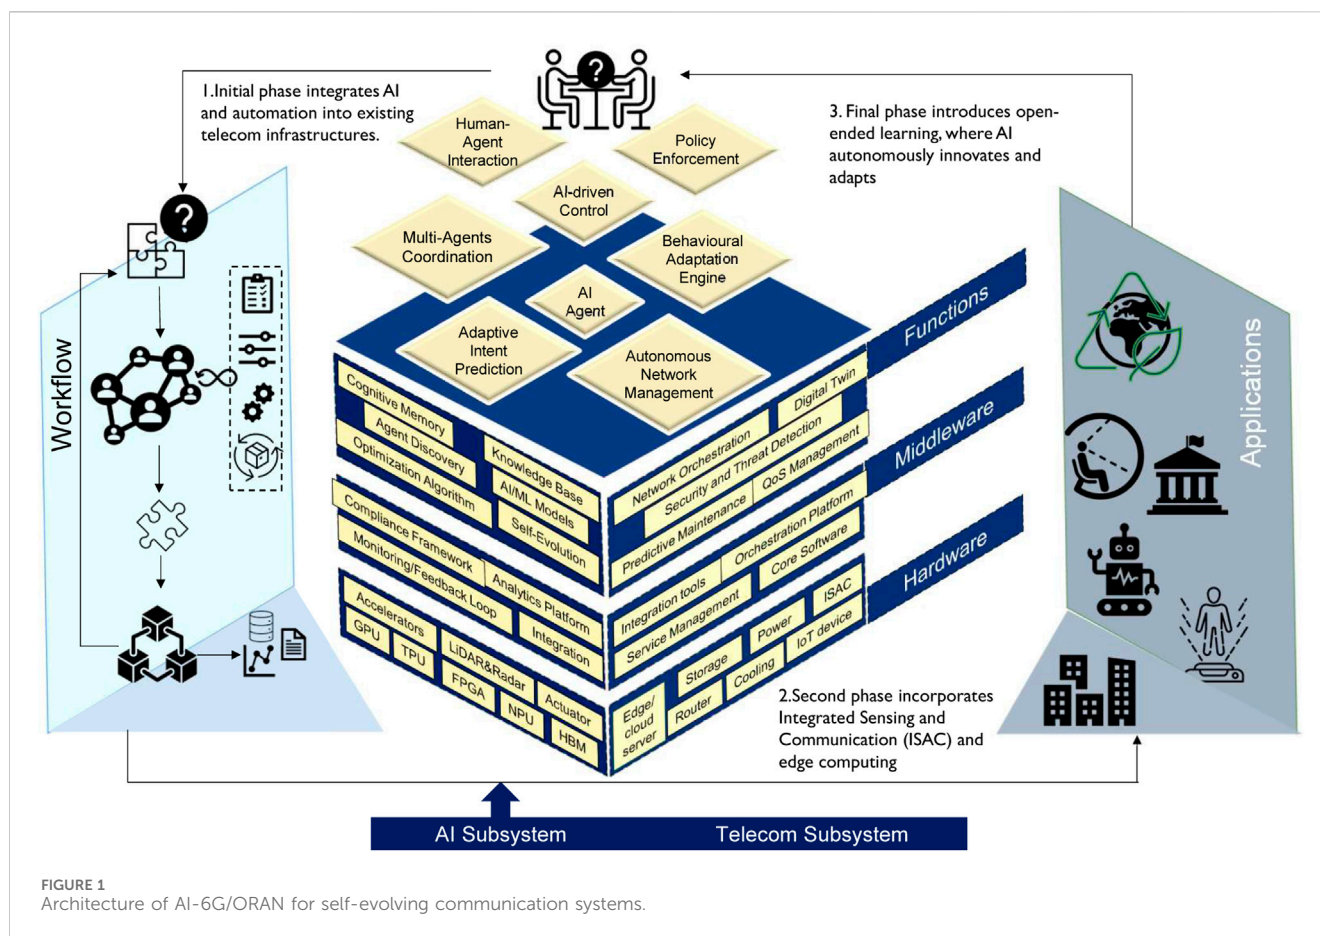 1.Initial phase integrates AI
and automation into existing
telecom infrastructures.
3. Final phase introduces open-
ended learning, where AI
autonomously innovates and
adapts
Human-
Agent
Interaction
Policy
Enforcement
AI-driven
Control
Multi-Agents
Coordination
Behavioural
Adaptation
Engine
AI
Agent
Adaptive
Intent
Prediction
Autonomous
Network
Management
Workflow
Applications
Functions
Middleware
Hardware
Cognitive Memory
Agent Discovery
Optimization Algorithm
Knowledge Base
AI/ML Models
Self-Evolution
Digital Twin
Network Orchestration
Security and Threat Detection
QoS Management
Predictive Maintenance
Compliance Framework
Analytics Platform
Monitoring/Feedback Loop
Integration
Orchestration Platform
Integration tools
Core Software
Service Management
Accelerators
LiDAR&Radar
Actuator
GPU
TPU
FPGA
NPU
HBM
ISAC
Power
Storage
IoT device
Cooling
Router
Edge/
cloud
server
2.Second phase incorporates
Integrated Sensing and
Communication (ISAC) and
edge computing
AI Subsystem
Telecom Subsystem
FIGURE 1
Architecture of AI-6G/ORAN for self-evolving communication systems.